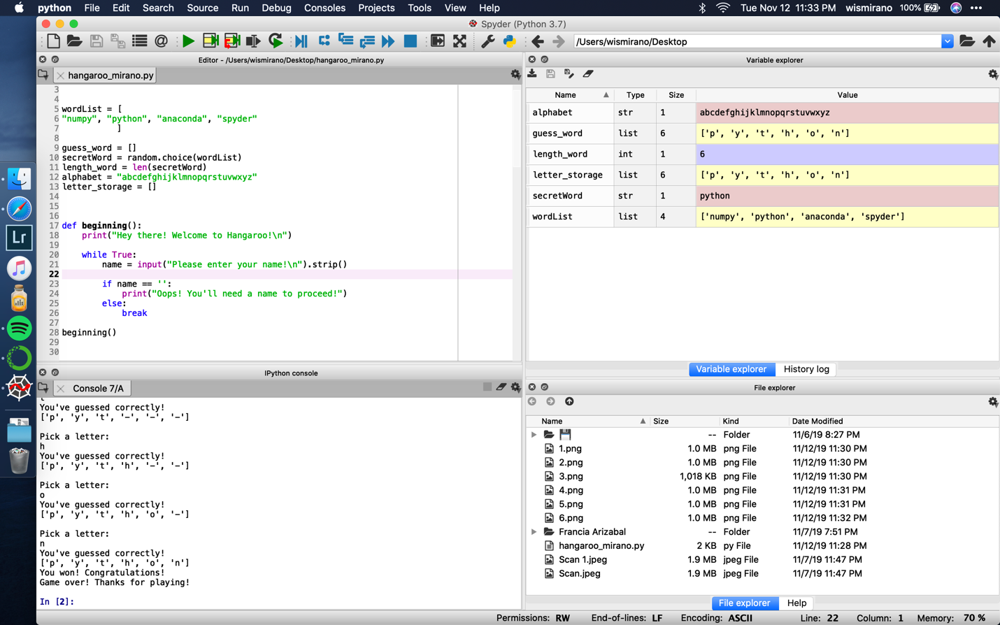 python File Edit Search Source Run Debug Consoles Projects Tools View Help Tue Nov 12 11:33 PM wismirano 100%
Spyder (Python 3.7)
/Users/wismirano/Desktop
Editor - /Users/wismirano/Desktop/hangaroo_mirano.py
hangaroo_mirano.py
3
4
5 wordList = [
6 "numpy", "python", "anaconda", "spyder"
7 ]
8
9 guess_word = []
10 secretWord = random.choice(wordList)
11 length_word = len(secretWord)
12 alphabet = "abcdefghijklmnopqrstuvwxyz"
13 letter_storage = []
14
15
16
17 def beginning():
18 print("Hey there! Welcome to Hangaroo!\n")
19
20 while True:
21 name = input("Please enter your name!\n").strip()
22
23 if name == '':
24 print("Oops! You'll need a name to proceed!")
25 else:
26 break
27
28 beginning()
29
30
IPython console
Console 7/A
You've guessed correctly!
['p', 'y', 't', '-', '-', '-']
Pick a letter:
h
You've guessed correctly!
['p', 'y', 't', 'h', '-', '-']
Pick a letter:
o
You've guessed correctly!
['p', 'y', 't', 'h', 'o', '-']
Pick a letter:
n
You've guessed correctly!
['p', 'y', 't', 'h', 'o', 'n']
You won! Congratulations!
Game over! Thanks for playing!
In [2]:
Variable explorer
Name Type Size Value
alphabet str 1 abcdefghijklmnopqrstuvwxyz
guess_word list 6 ['p', 'y', 't', 'h', 'o', 'n']
length_word int 1 6
letter_storage list 6 ['p', 'y', 't', 'h', 'o', 'n']
secretWord str 1 python
wordList list 4 ['numpy', 'python', 'anaconda', 'spyder']
Variable explorer History log
File explorer
Name Size Kind Date Modified
-- Folder 11/6/19 8:27 PM
1.png 1.0 MB png File 11/12/19 11:30 PM
2.png 1.0 MB png File 11/12/19 11:30 PM
3.png 1,018 KB png File 11/12/19 11:30 PM
4.png 1.0 MB png File 11/12/19 11:31 PM
5.png 1.0 MB png File 11/12/19 11:31 PM
6.png 1.0 MB png File 11/12/19 11:32 PM
Francia Arizabal -- Folder 11/7/19 7:51 PM
hangaroo_mirano.py 2 KB py File 11/12/19 11:28 PM
Scan 1.jpeg 1.9 MB jpeg File 11/7/19 11:47 PM
Scan.jpeg 1.9 MB jpeg File 11/7/19 11:47 PM
File explorer Help
Permissions: RW End-of-lines: LF Encoding: ASCII Line: 22 Column: 1 Memory: 70 %
Lr